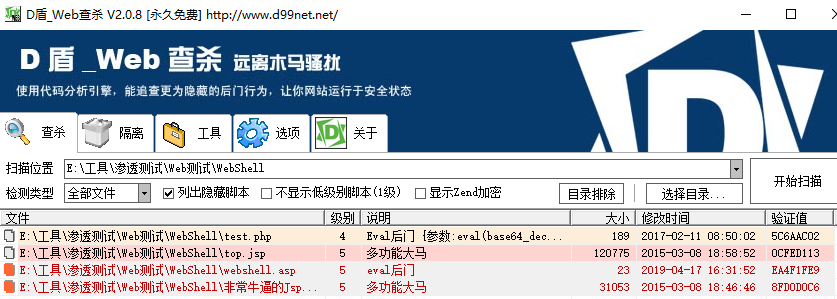 D盾_Web查杀 V2.0.8 [永久免费] http://www.d99net.net/
D 盾 _Web 查杀 远离木马骚扰
使用代码分析引擎，能追查更为隐藏的后门行为，让你网站运行于安全状态
查杀 隔离 工具 选项 关于
扫描位置 E:\工具\渗透测试\Web测试\WebShell 开始扫描
检测类型 全部文件 列出隐藏脚本 不显示低级别脚本(1级) 显示Zend加密 目录排除 选择目录...
文件 级别 说明 大小 修改时间 验证值
E:\工具\渗透测试\Web测试\WebShell\test.php 4 Eval后门 {参数:eval(base64_dec... 189 2017-02-11 08:50:02 5C6AAC02
E:\工具\渗透测试\Web测试\WebShell\top.jsp 5 多功能大马 120775 2015-03-08 18:58:52 0CFED113
E:\工具\渗透测试\Web测试\WebShell\webshell.asp 5 eval后门 23 2019-04-17 16:31:52 EA4F1FE9
E:\工具\渗透测试\Web测试\WebShell\非常牛逼的Jsp... 5 多功能大马 31053 2015-03-08 18:46:46 8FD0D0C6